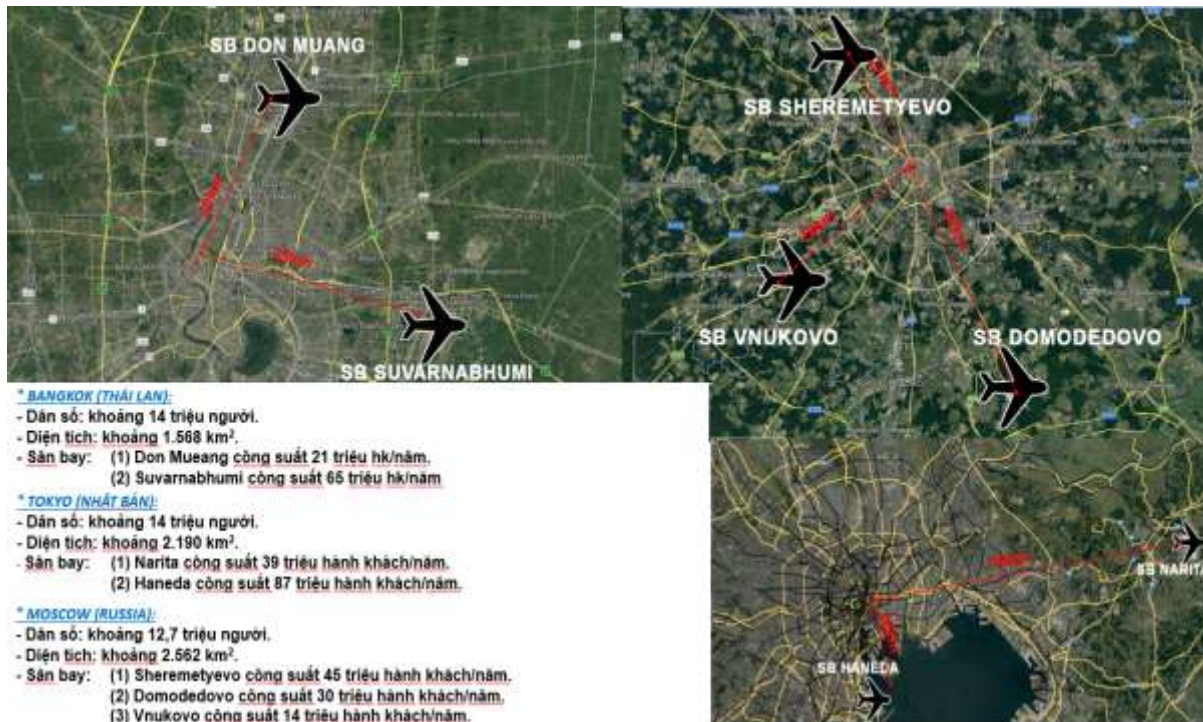 SB DON MUANG
SB SUVARNABHUMI
SB SHEREMETYEVO
SB VNUKOVO
SB DOMODEDOVO
* BANGKOK (THÁI LAN):
- Dân số: khoảng 14 triệu người.
- Diện tích: khoảng 1.568 km².
- Sân bay: (1) Don Mueang công suất 21 triệu hk/năm.
(2) Suvarnabhumi công suất 65 triệu hk/năm
* TOKYO (NHẬT BẢN):
- Dân số: khoảng 14 triệu người.
- Diện tích: khoảng 2.190 km².
- Sân bay: (1) Narita công suất 39 triệu hành khách/năm.
(2) Haneda công suất 87 triệu hành khách/năm.
* MOSCOW (RUSSIA):
- Dân số: khoảng 12,7 triệu người.
- Diện tích: khoảng 2.562 km².
- Sân bay: (1) Sheremetyevo công suất 45 triệu hành khách/năm.
(2) Domodedovo công suất 30 triệu hành khách/năm.
(3) Vnukovo công suất 14 triệu hành khách/năm.
SB NARITA
SB HANEDA